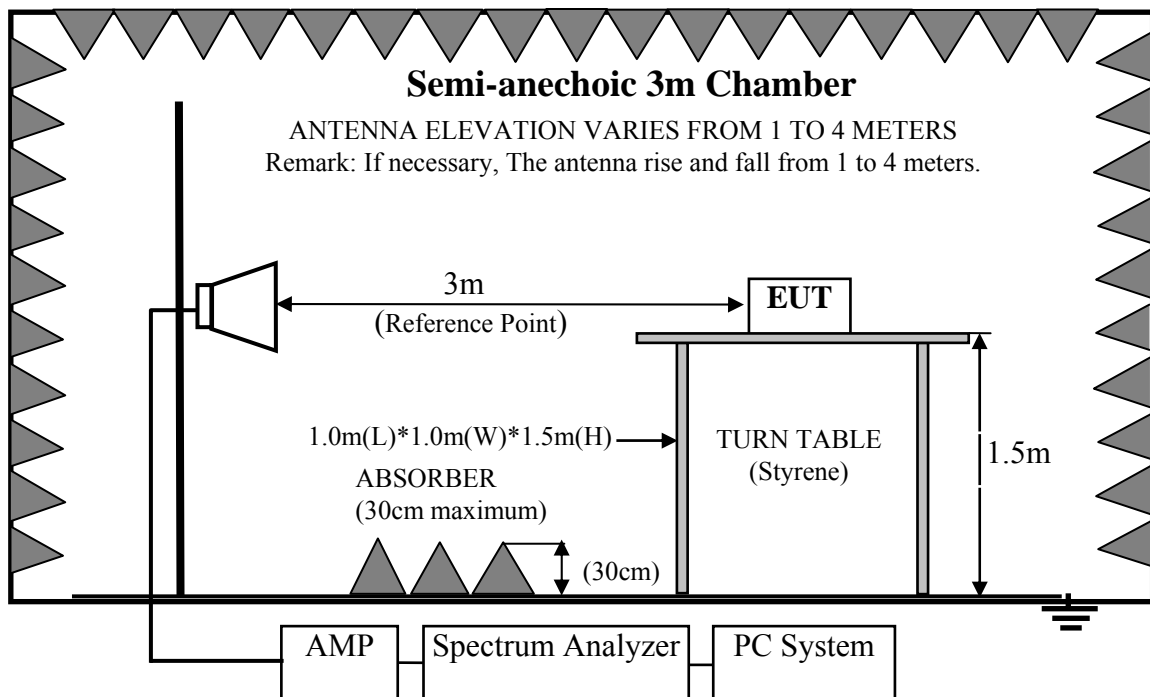 Semi-anechoic 3m Chamber
ANTENNA ELEVATION VARIES FROM 1 TO 4 METERS
Remark: If necessary, The antenna rise and fall from 1 to 4 meters.
3m
(Reference Point)
EUT
1.0m(L)*1.0m(W)*1.5m(H)
TURN TABLE
(Styrene)
1.5m
ABSORBER
(30cm maximum)
(30cm)
AMP
Spectrum Analyzer
PC System